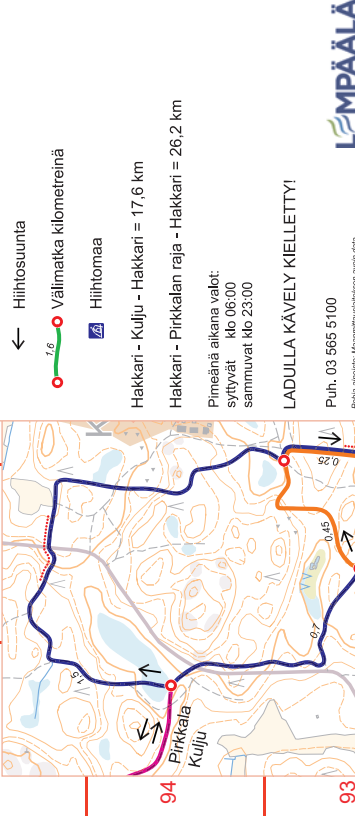 Hiihtosuunta
1,6
Välimatka kilometreinä
Hiihtomaa
Hakkari - Kulju - Hakkari = 17,6 km
Hakkari - Pirkkalan raja - Hakkari = 26,2 km
Pimeänä aikana valot:
syttyvät klo 06:00
sammuvat klo 23:00
LADULLA KÄVELY KIELLETTY!
Puh. 03 565 5100
LEMPÄÄLÄ
K
1,5
0,25
0,45
0,7
Pirkkala
Kulju
94
93